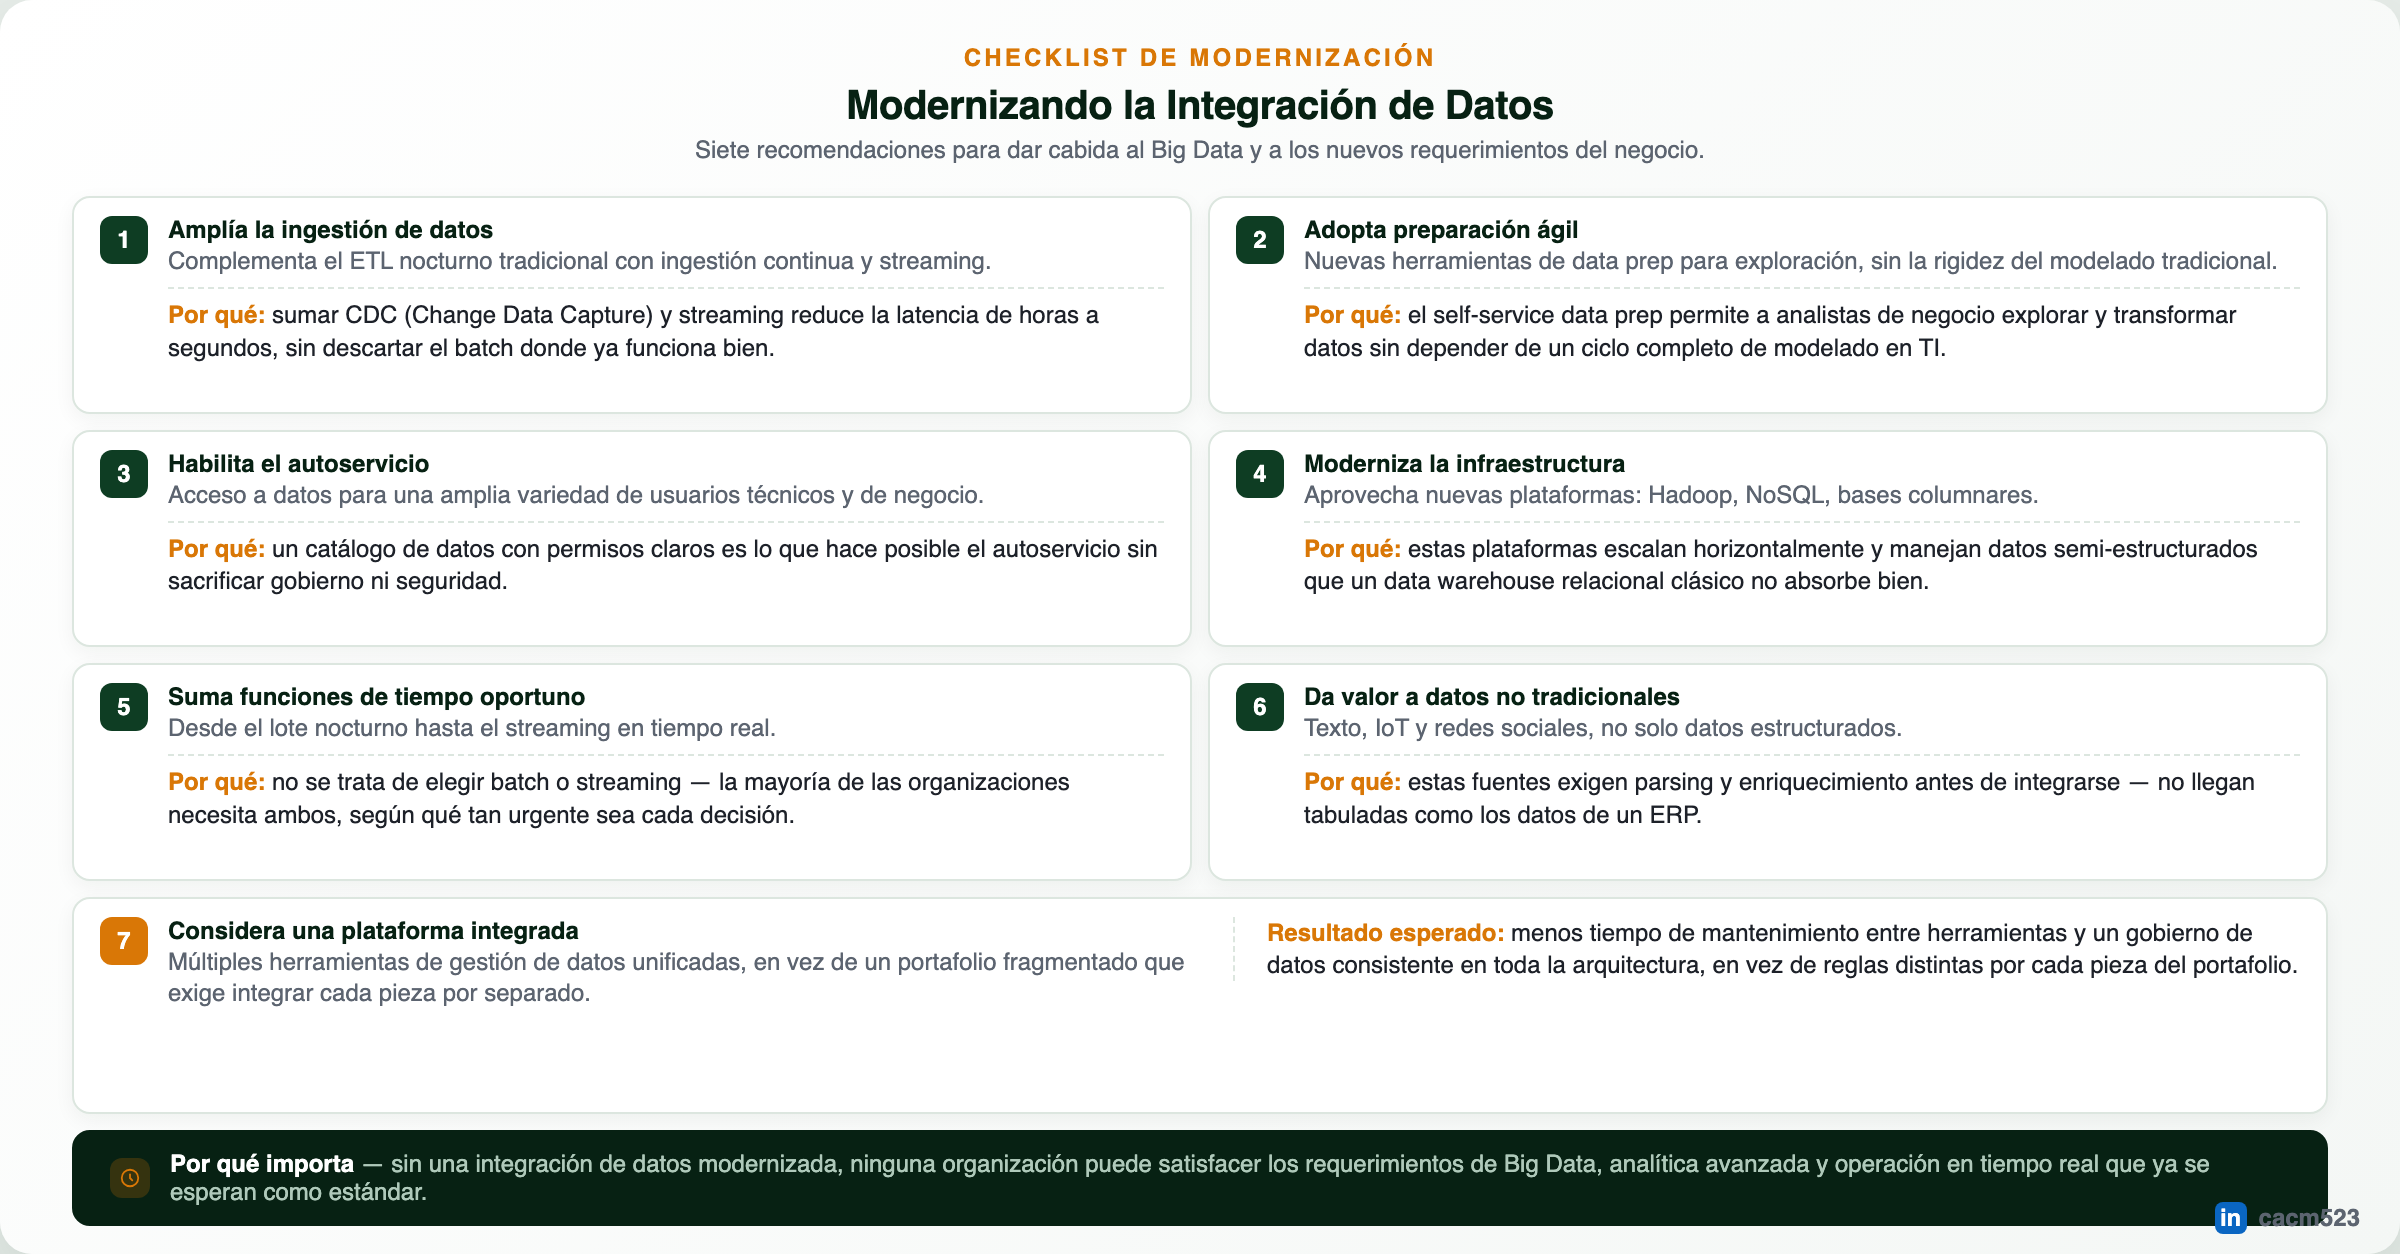 CHECKLIST DE MODERNIZACIÓN
Modernizando la Integración de Datos
Siete recomendaciones para dar cabida al Big Data y a los nuevos requerimientos del negocio.
1
Amplía la ingestión de datos
Complementa el ETL nocturno tradicional con ingestión continua y streaming.
Por qué: sumar CDC (Change Data Capture) y streaming reduce la latencia de horas a
segundos, sin descartar el batch donde ya funciona bien.
2
Adopta preparación ágil
Nuevas herramientas de data prep para exploración, sin la rigidez del modelado tradicional.
Por qué: el self-service data prep permite a analistas de negocio explorar y transformar
datos sin depender de un ciclo completo de modelado en TI.
3
Habilita el autoservicio
Acceso a datos para una amplia variedad de usuarios técnicos y de negocio.
Por qué: un catálogo de datos con permisos claros es lo que hace posible el autoservicio sin
sacrificar gobierno ni seguridad.
4
Moderniza la infraestructura
Aprovecha nuevas plataformas: Hadoop, NoSQL, bases columnares.
Por qué: estas plataformas escalan horizontalmente y manejan datos semi-estructurados
que un data warehouse relacional clásico no absorbe bien.
5
Suma funciones de tiempo oportuno
Desde el lote nocturno hasta el streaming en tiempo real.
Por qué: no se trata de elegir batch o streaming — la mayoría de las organizaciones
necesita ambos, según qué tan urgente sea cada decisión.
6
Da valor a datos no tradicionales
Texto, IoT y redes sociales, no solo datos estructurados.
Por qué: estas fuentes exigen parsing y enriquecimiento antes de integrarse — no llegan
tabuladas como los datos de un ERP.
7
Considera una plataforma integrada
Múltiples herramientas de gestión de datos unificadas, en vez de un portafolio fragmentado que
exige integrar cada pieza por separado.
Resultado esperado: menos tiempo de mantenimiento entre herramientas y un gobierno de
datos consistente en toda la arquitectura, en vez de reglas distintas por cada pieza del portafolio.
Por qué importa — sin una integración de datos modernizada, ninguna organización puede satisfacer los requerimientos de Big Data, analítica avanzada y operación en tiempo real que ya se
esperan como estándar.
in cacm523